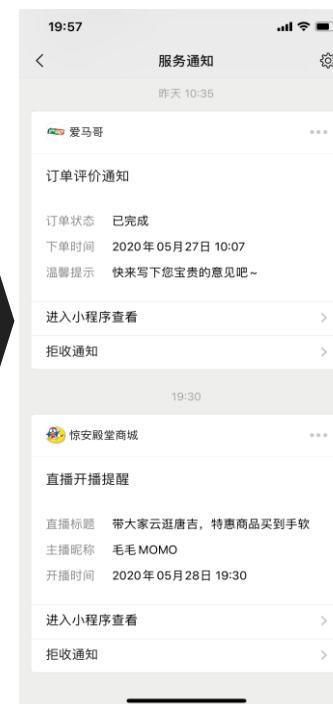 19:57
服务通知
昨天 10:35
爱马哥
订单评价通知
订单状态 已完成
下单时间 2020年05月27日 10:07
温馨提示 快来写下您宝贵的意见吧~
进入小程序查看
拒收通知
19:30
惊安殿堂商城
直播开播提醒
直播标题 带大家云逛唐吉，特惠商品买到手软
主播昵称 毛毛MOMO
开播时间 2020年05月28日 19:30
进入小程序查看
拒收通知